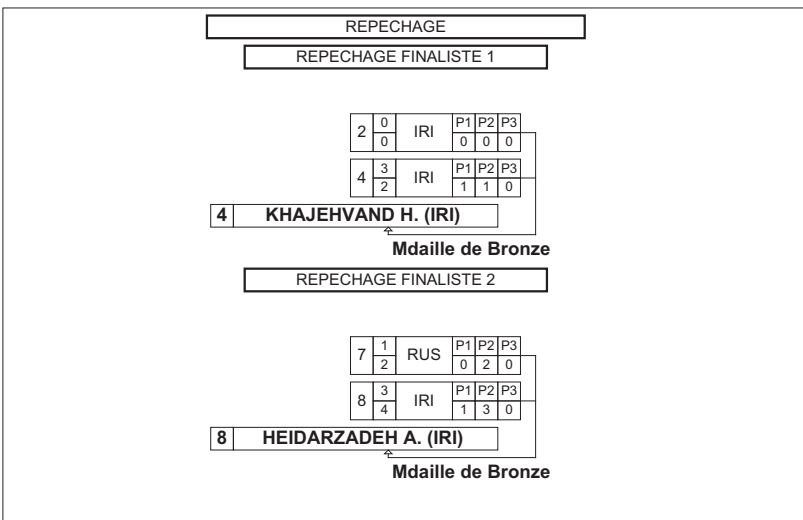 REPECHAGE
REPECHAGE FINALISTE 1
2 0 IRI P1 P2 P3
0 0 0 0
4 3 IRI P1 P2 P3
2 1 1 0
4 KHAJEHVAND H. (IRI)
Mdaille de Bronze
REPECHAGE FINALISTE 2
7 1 RUS P1 P2 P3
2 0 2 0
8 3 IRI P1 P2 P3
4 1 3 0
8 HEIDARZADEH A. (IRI)
Mdaille de Bronze